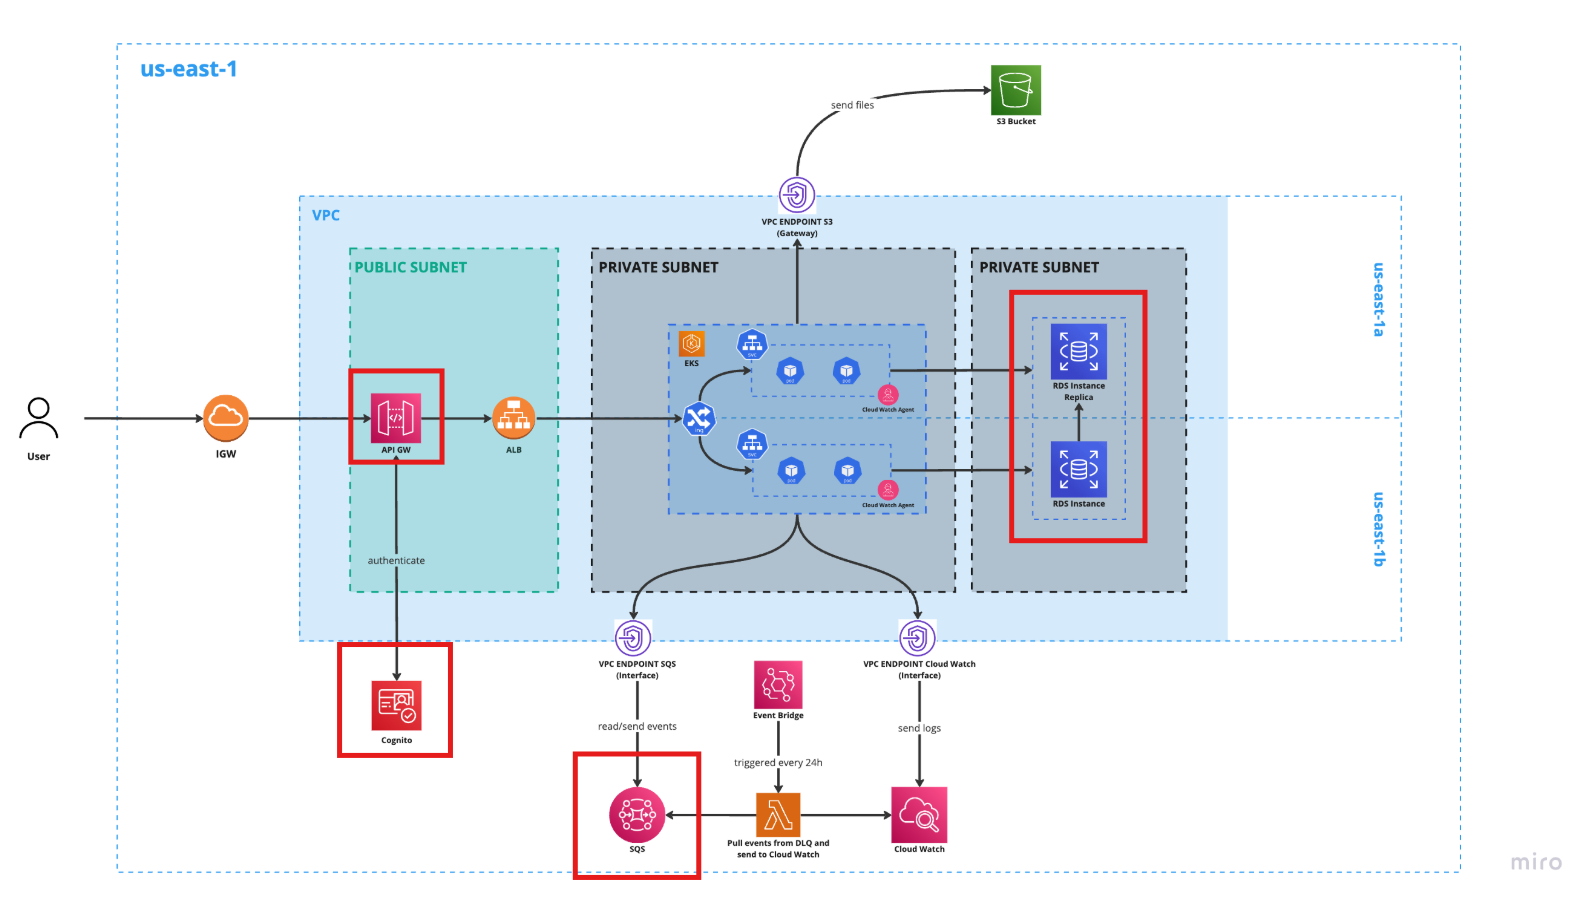 us-east-1
send files
S3 Bucket
VPC
VPC ENDPOINT S3
(Gateway)
PUBLIC SUBNET
PRIVATE SUBNET
PRIVATE SUBNET
us-east-1a
EKS
svc
pod
pod
Cloud Watch Agent
RDS Instance
Replica
User
IGW
API GW
ALB
ing
svc
pod
pod
Cloud Watch Agent
RDS Instance
us-east-1b
authenticate
Cognito
VPC ENDPOINT SQS
(Interface)
VPC ENDPOINT Cloud Watch
(Interface)
Event Bridge
read/send events
send logs
triggered every 24h
SQS
Pull events from DLQ and
send to Cloud Watch
Cloud Watch
miro